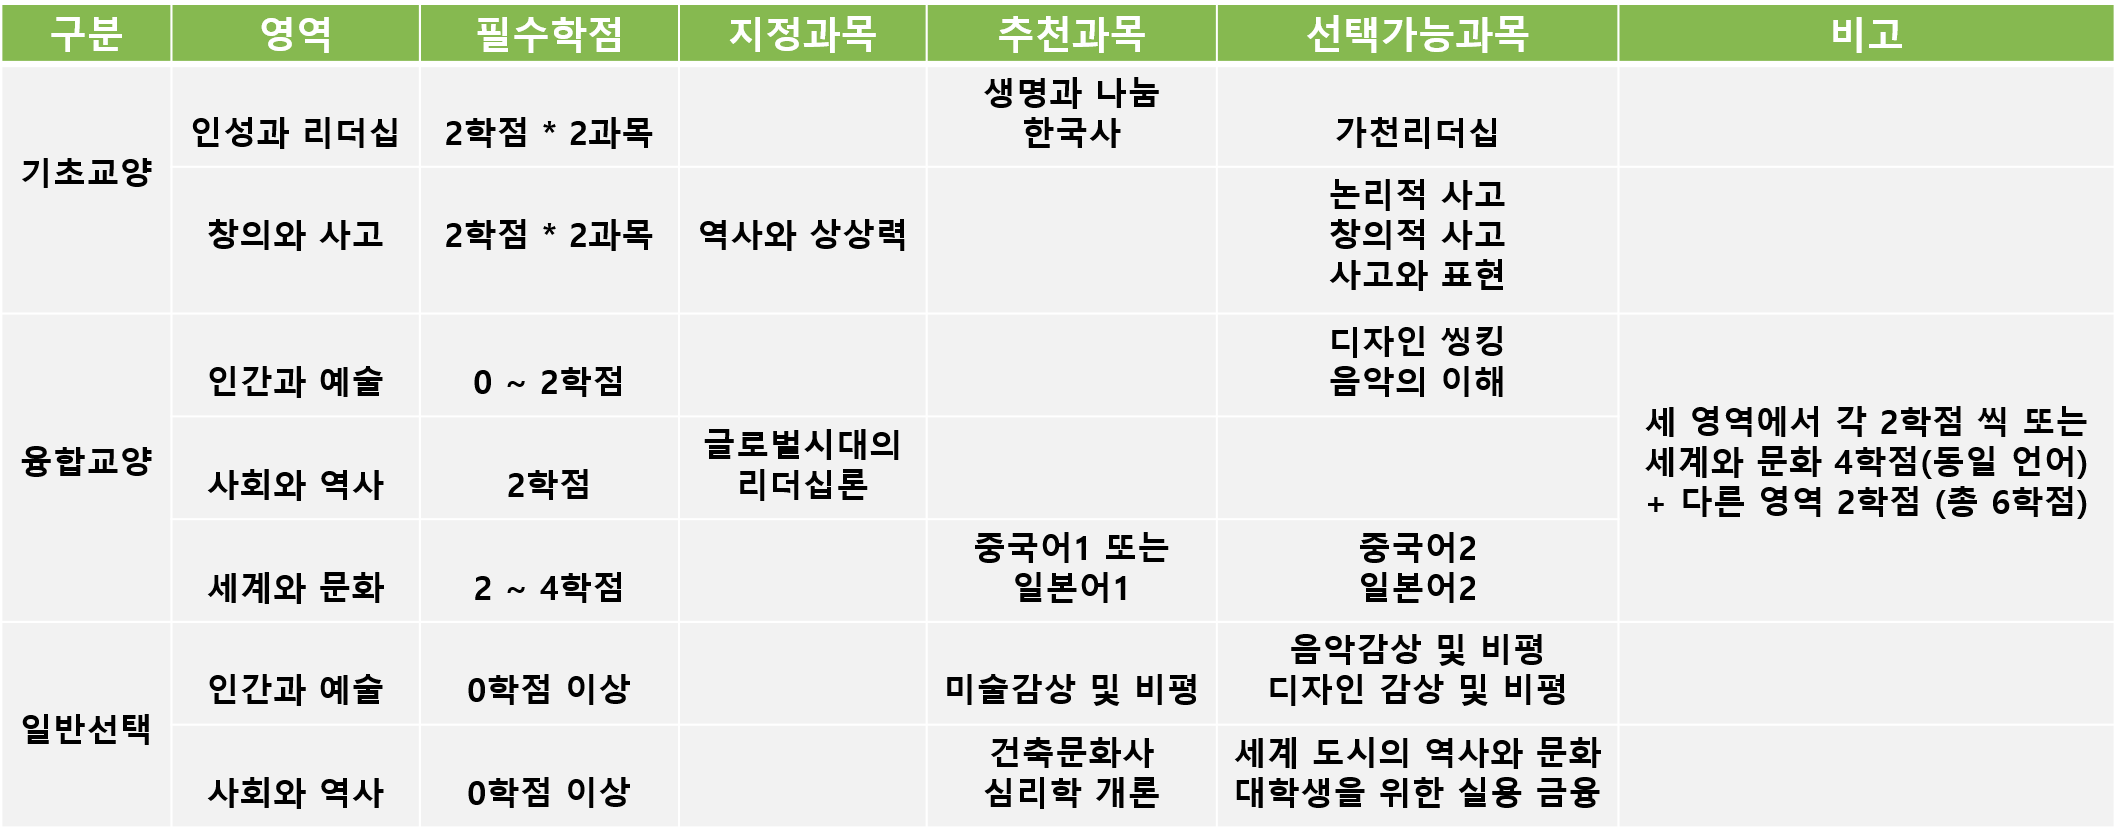 구분 영역 필수학점 지정과목 추천과목 선택가능과목 비고
기초교양
인성과 리더십
2학점 * 2과목
생명과 나눔
한국사
가천리더십
창의와 사고
2학점 * 2과목
역사와 상상력
논리적 사고
창의적 사고
사고와 표현
융합교양
인간과 예술
0 ~ 2학점
디자인 씽킹
음악의 이해
세 영역에서 각 2학점 씩 또는
세계와 문화 4학점(동일 언어)
+ 다른 영역 2학점 (총 6학점)
사회와 역사
2학점
글로벌시대의
리더십론
세계와 문화
2 ~ 4학점
중국어1 또는
일본어1
중국어2
일본어2
일반선택
인간과 예술
0학점 이상
미술감상 및 비평
음악감상 및 비평
디자인 감상 및 비평
사회와 역사
0학점 이상
건축문화사
심리학 개론
세계 도시의 역사와 문화
대학생을 위한 실용 금융